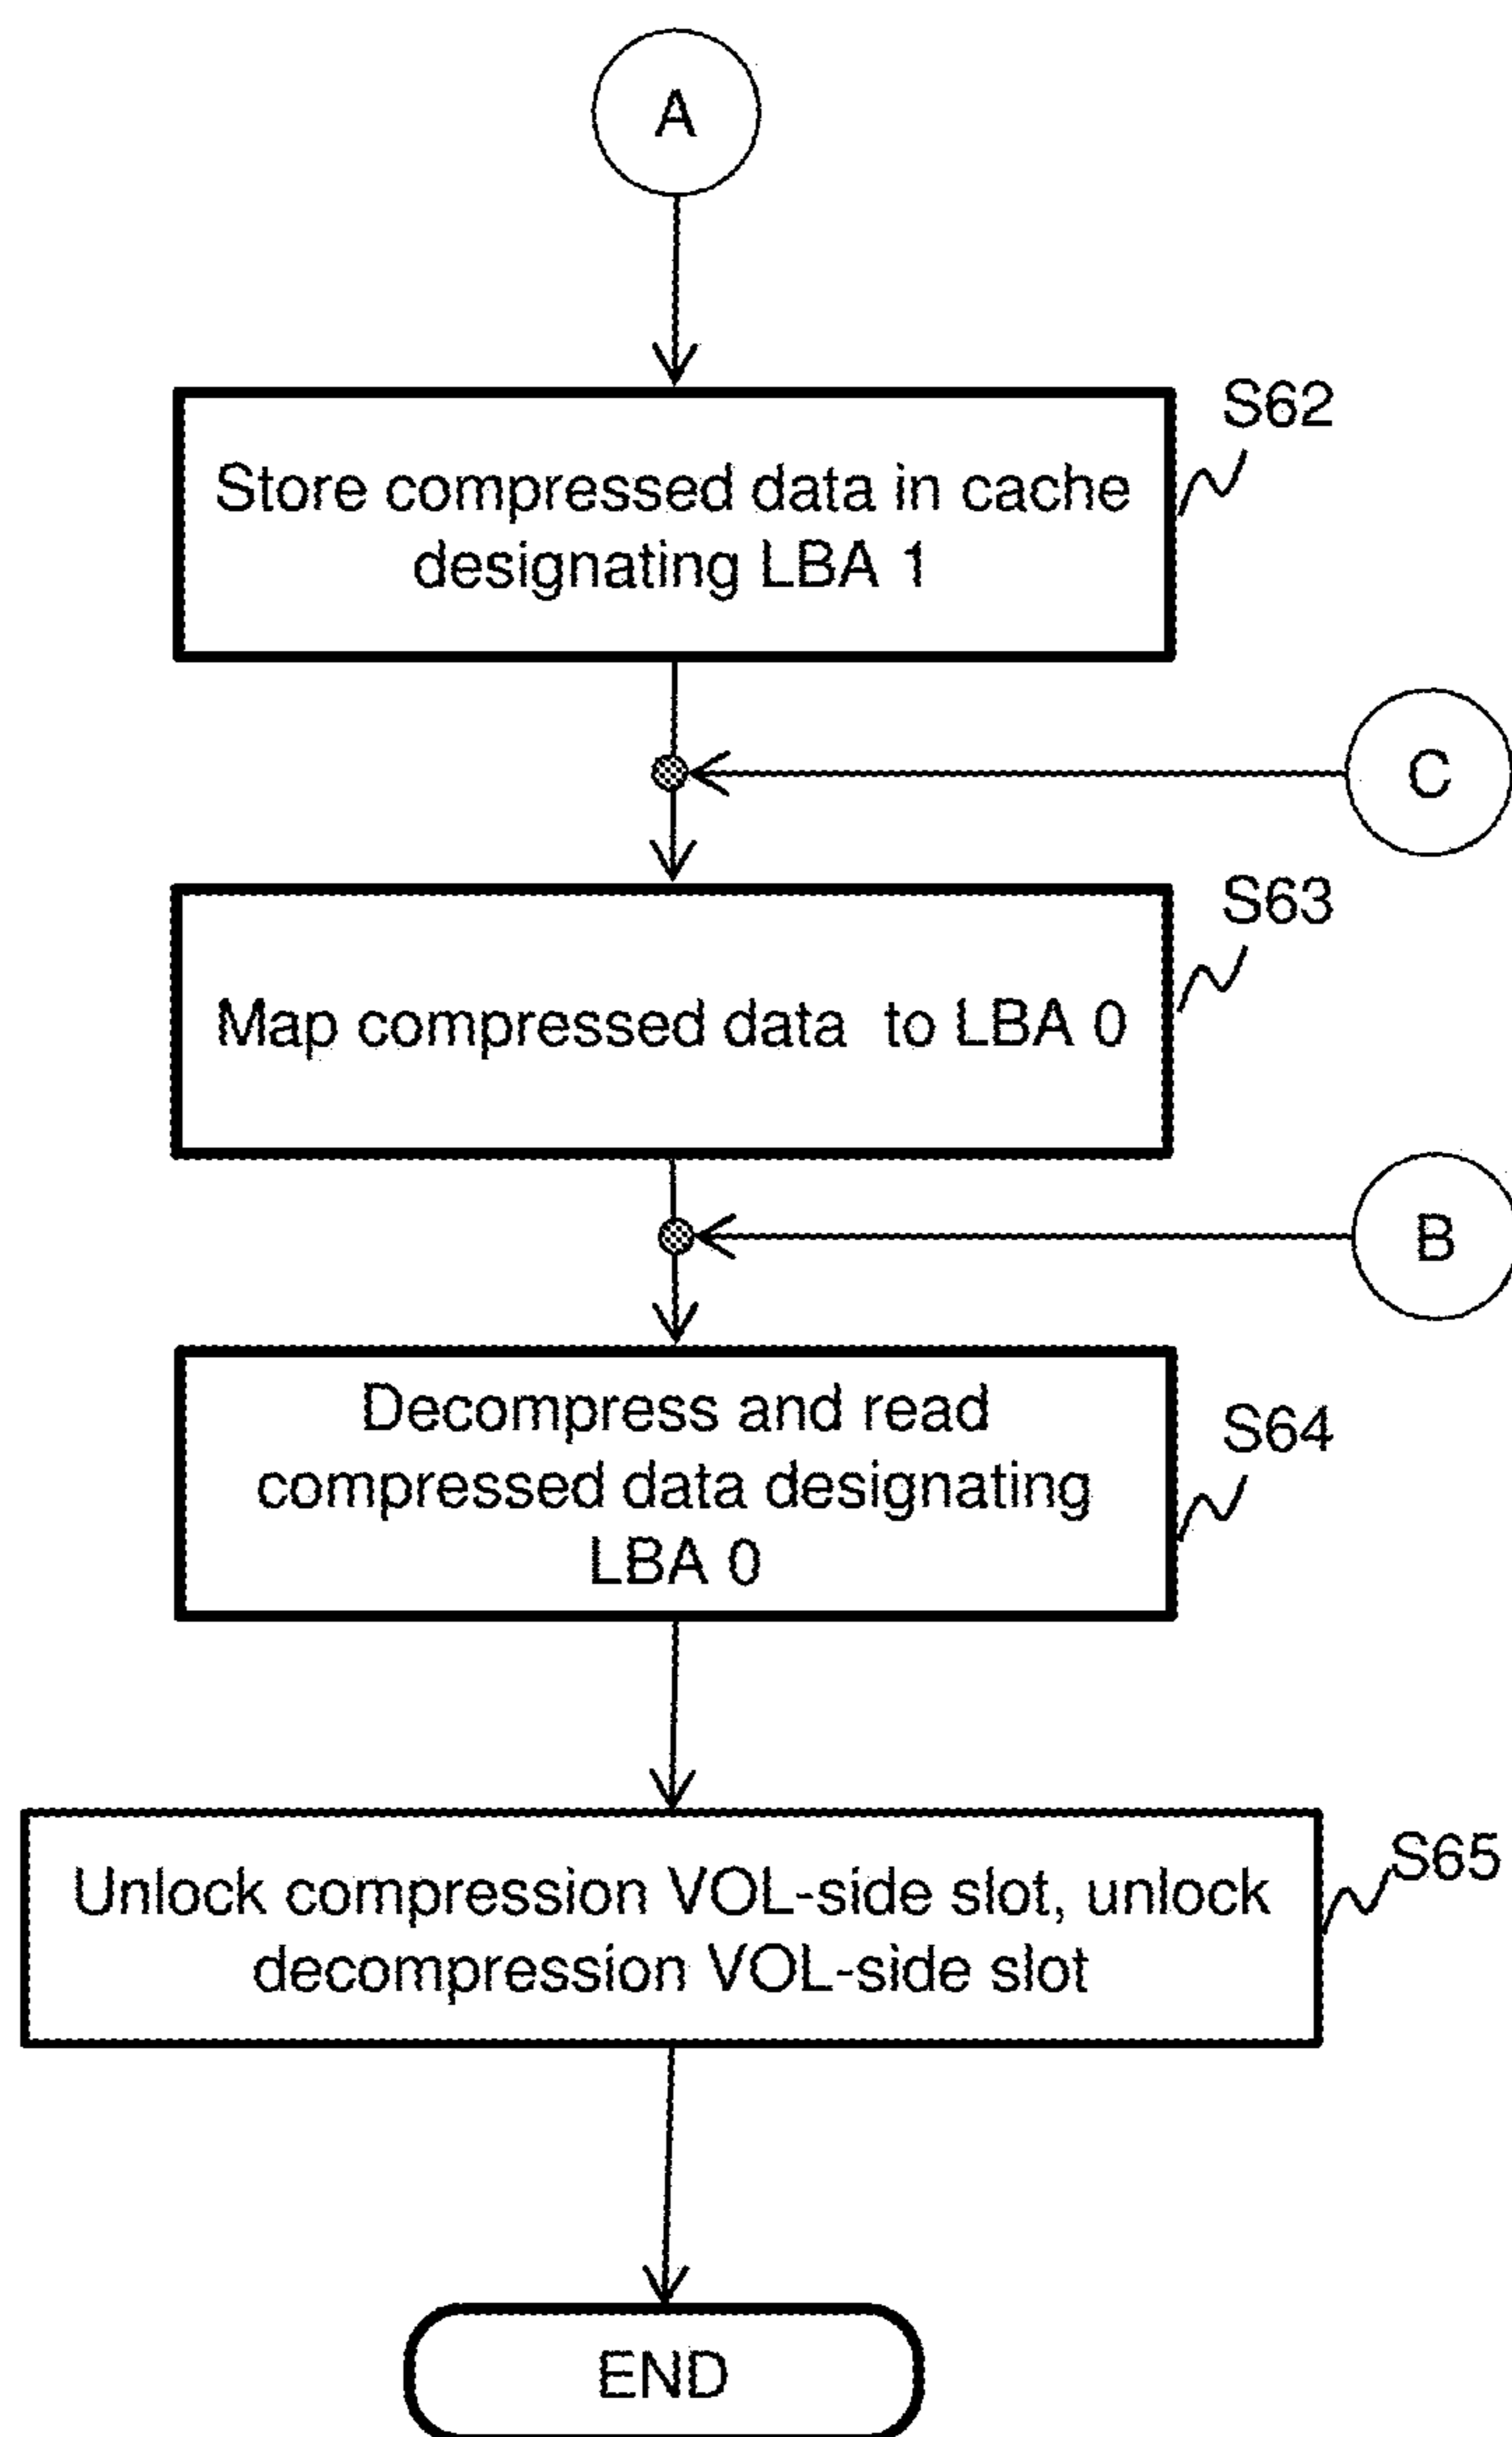 A
S62
Store compressed data in cache
designating LBA 1
C
S63
Map compressed data to LBA 0
B
S64
Decompress and read
compressed data designating
LBA 0
S65
Unlock compression VOL-side slot, unlock
decompression VOL-side slot
END